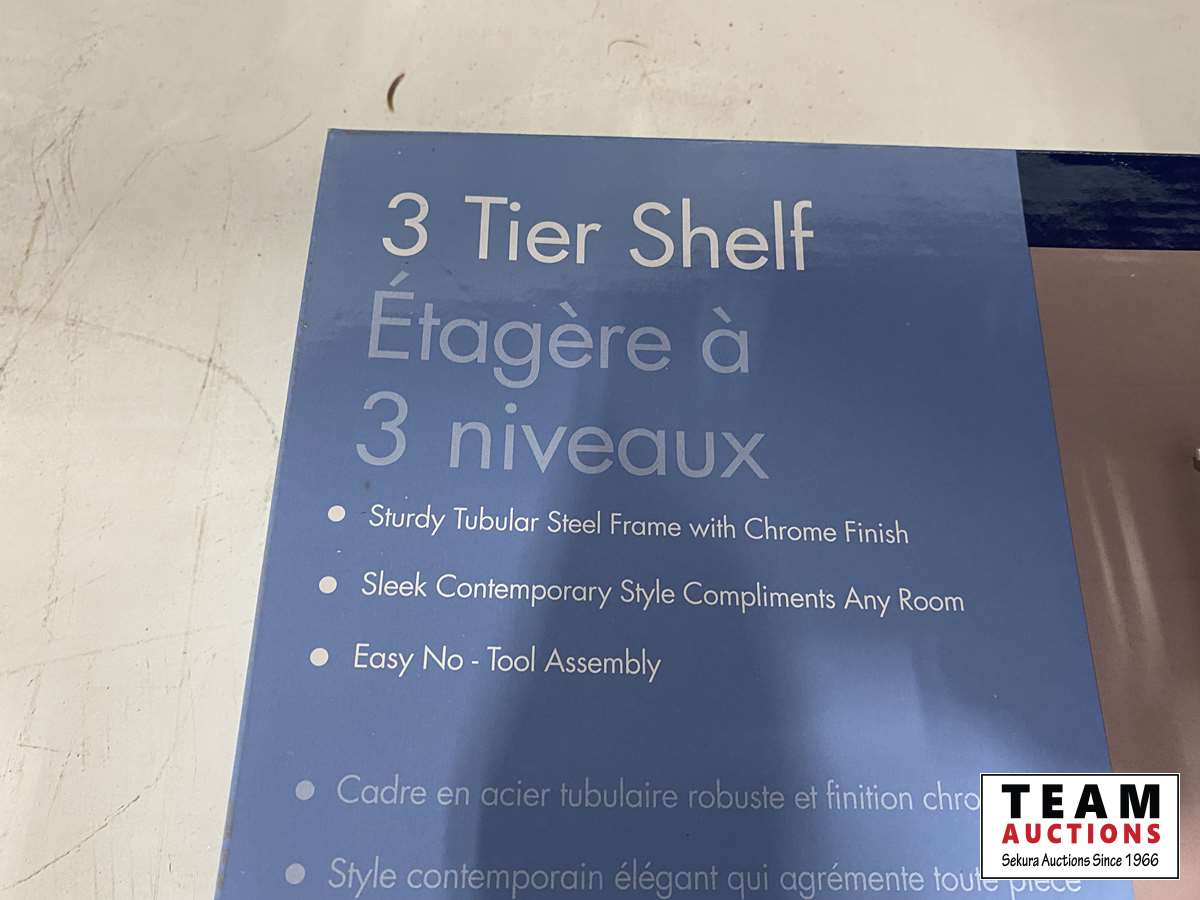 3 Tier Shelf
Étagère à
3 niveaux
• Sturdy Tubular Steel Frame with Chrome Finish
• Sleek Contemporary Style Compliments Any Room
• Easy No - Tool Assembly
• Cadre en acier tubulaire robuste et finition chro
• Style contemporain élégant qui agrémente toute pièce
TEAM
AUCTIONS
Sekura Auctions Since 1966